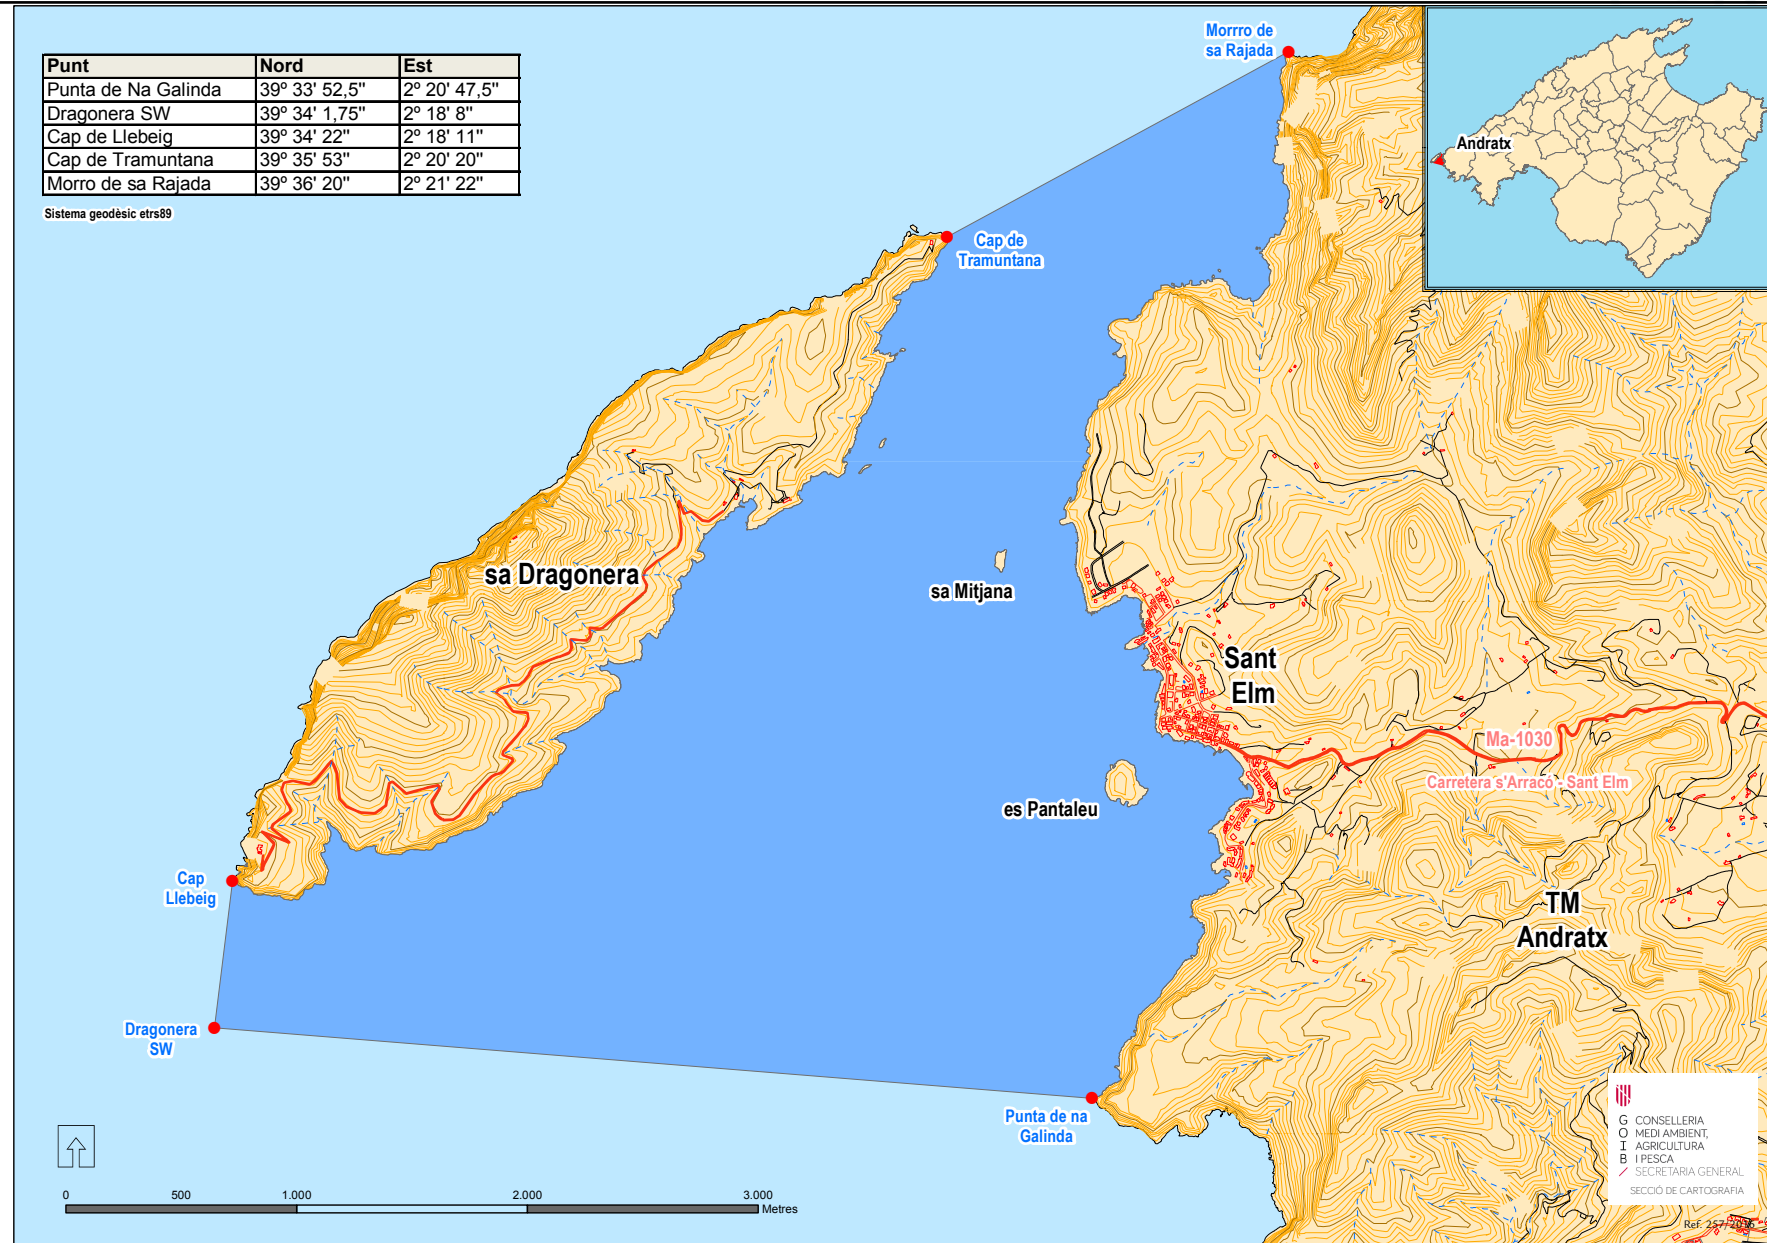 Punt Nord Est
Punta de Na Galinda 39º 33' 52,5" 2º 20' 47,5"
Dragonera SW 39º 34' 1,75" 2º 18' 8"
Cap de Llebeig 39º 34' 22" 2º 18' 11"
Cap de Tramuntana 39º 35' 53" 2º 20' 20"
Morro de sa Rajada 39º 36' 20" 2º 21' 22"
Sistema geodèsic etrs89
Morrro de
sa Rajada
Andratx
Cap de
Tramuntana
sa Dragonera
sa Mitjana
Sant
Elm
Ma-1030
Carretera s'Arracó - Sant Elm
es Pantaleu
Cap
Llebeig
TM
Andratx
Dragonera
SW
Punta de na
Galinda
G CONSELLERIA
O MEDI AMBIENT,
I AGRICULTURA
B I PESCA
/ SECRETARIA GENERAL
SECCIÓ DE CARTOGRAFIA
0 500 1.000 2.000 3.000
Metres
Ref.